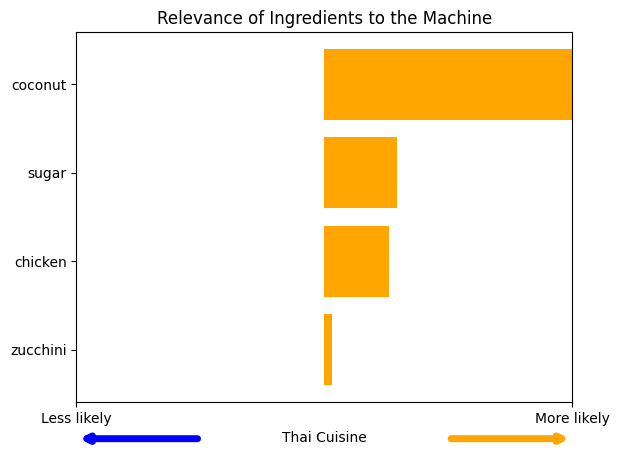 Relevance of Ingredients to the Machine
coconut
sugar
chicken
zucchini
Less likely
More likely
Thai Cuisine